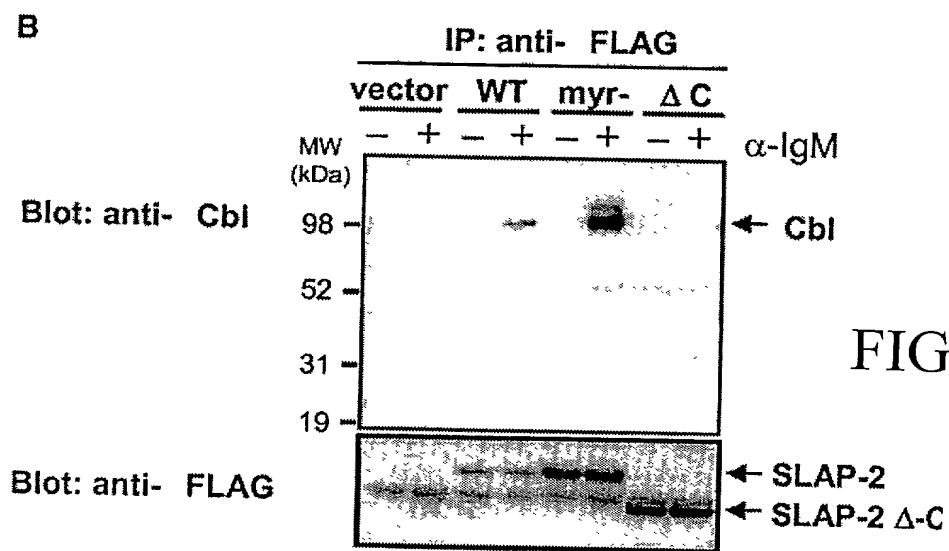 B
IP: anti- FLAG
vector WT myr- Δ C
– + – + – + – + α-IgM
MW
(kDa)
Blot: anti- Cbl
98
52
31
19
Cbl
FIG
Blot: anti- FLAG
SLAP-2
SLAP-2 Δ-C